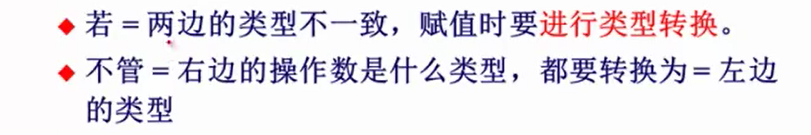 ◆ 若=两边的类型不一致，赋值时要进行类型转换。
◆ 不管=右边的操作数是什么类型，都要转换为=左边
的类型